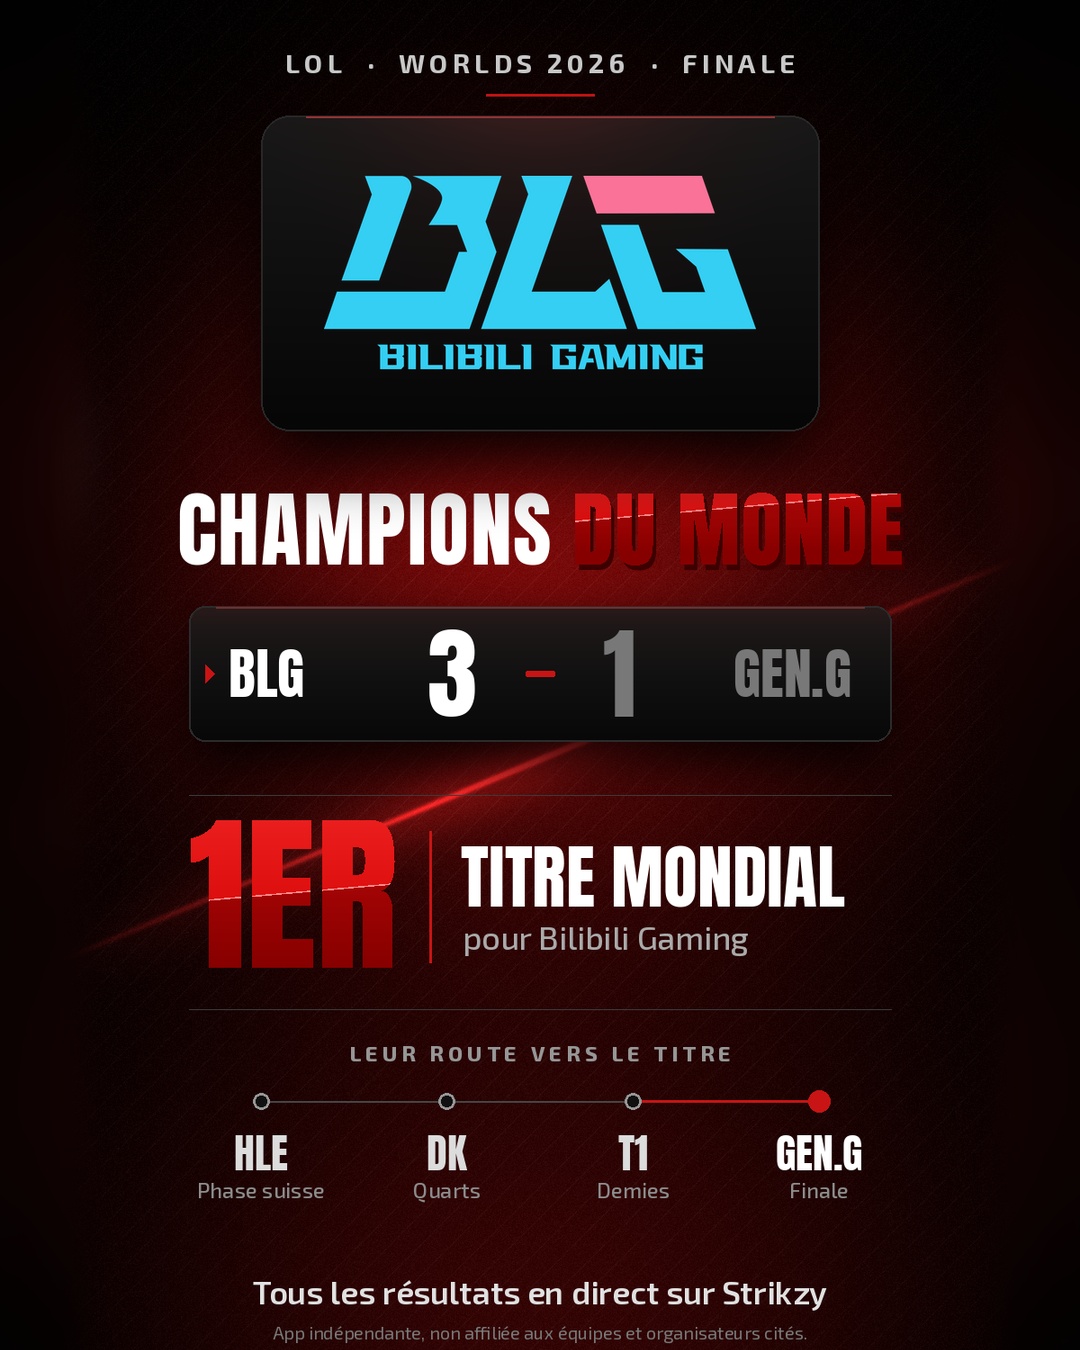 LOL · WORLDS 2026 · FINALE
BLG
BILIBILI GAMING
CHAMPIONS DU MONDE
BLG 3 – 1 GEN.G
1ER
TITRE MONDIAL
pour Bilibili Gaming
LEUR ROUTE VERS LE TITRE
HLE DK T1 GEN.G
Phase suisse Quarts Demies Finale
Tous les résultats en direct sur Strikzy
App indépendante, non affiliée aux équipes et organisateurs cités.